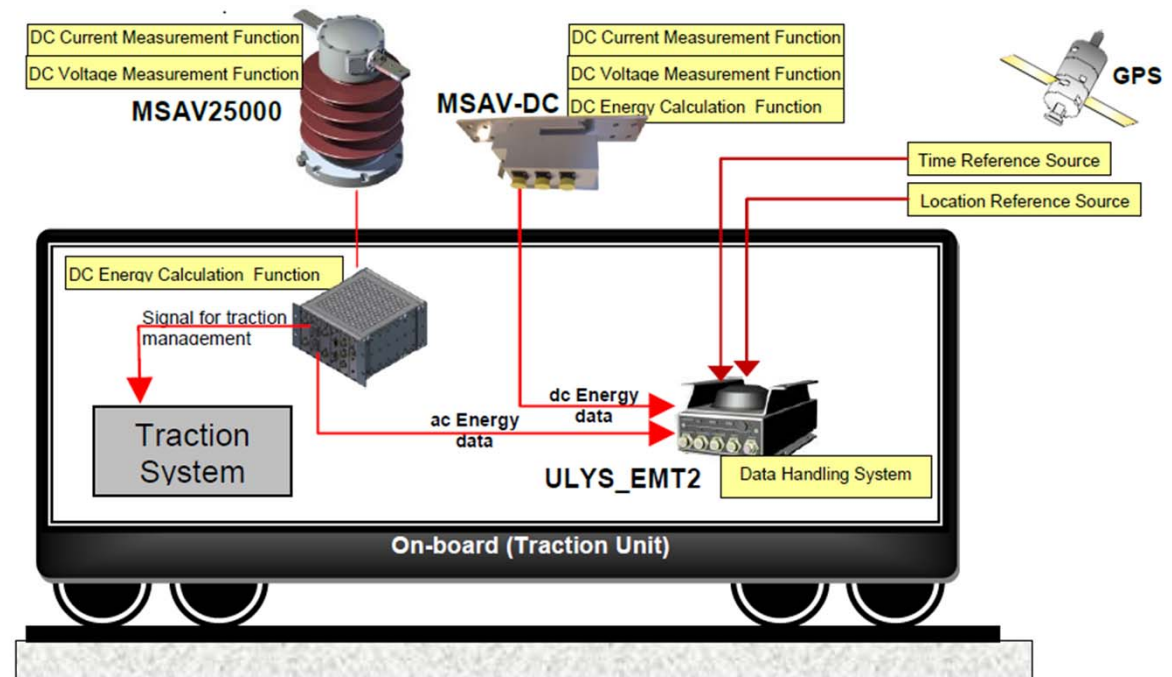 DC Current Measurement Function
DC Voltage Measurement Function
MSAV25000
DC Current Measurement Function
DC Voltage Measurement Function
MSAV-DC
DC Energy Calculation Function
GPS
Time Reference Source
Location Reference Source
DC Energy Calculation Function
Signal for traction
management
Traction
System
ac Energy
data
dc Energy
data
ULYS_EMT2
Data Handling System
On-board (Traction Unit)